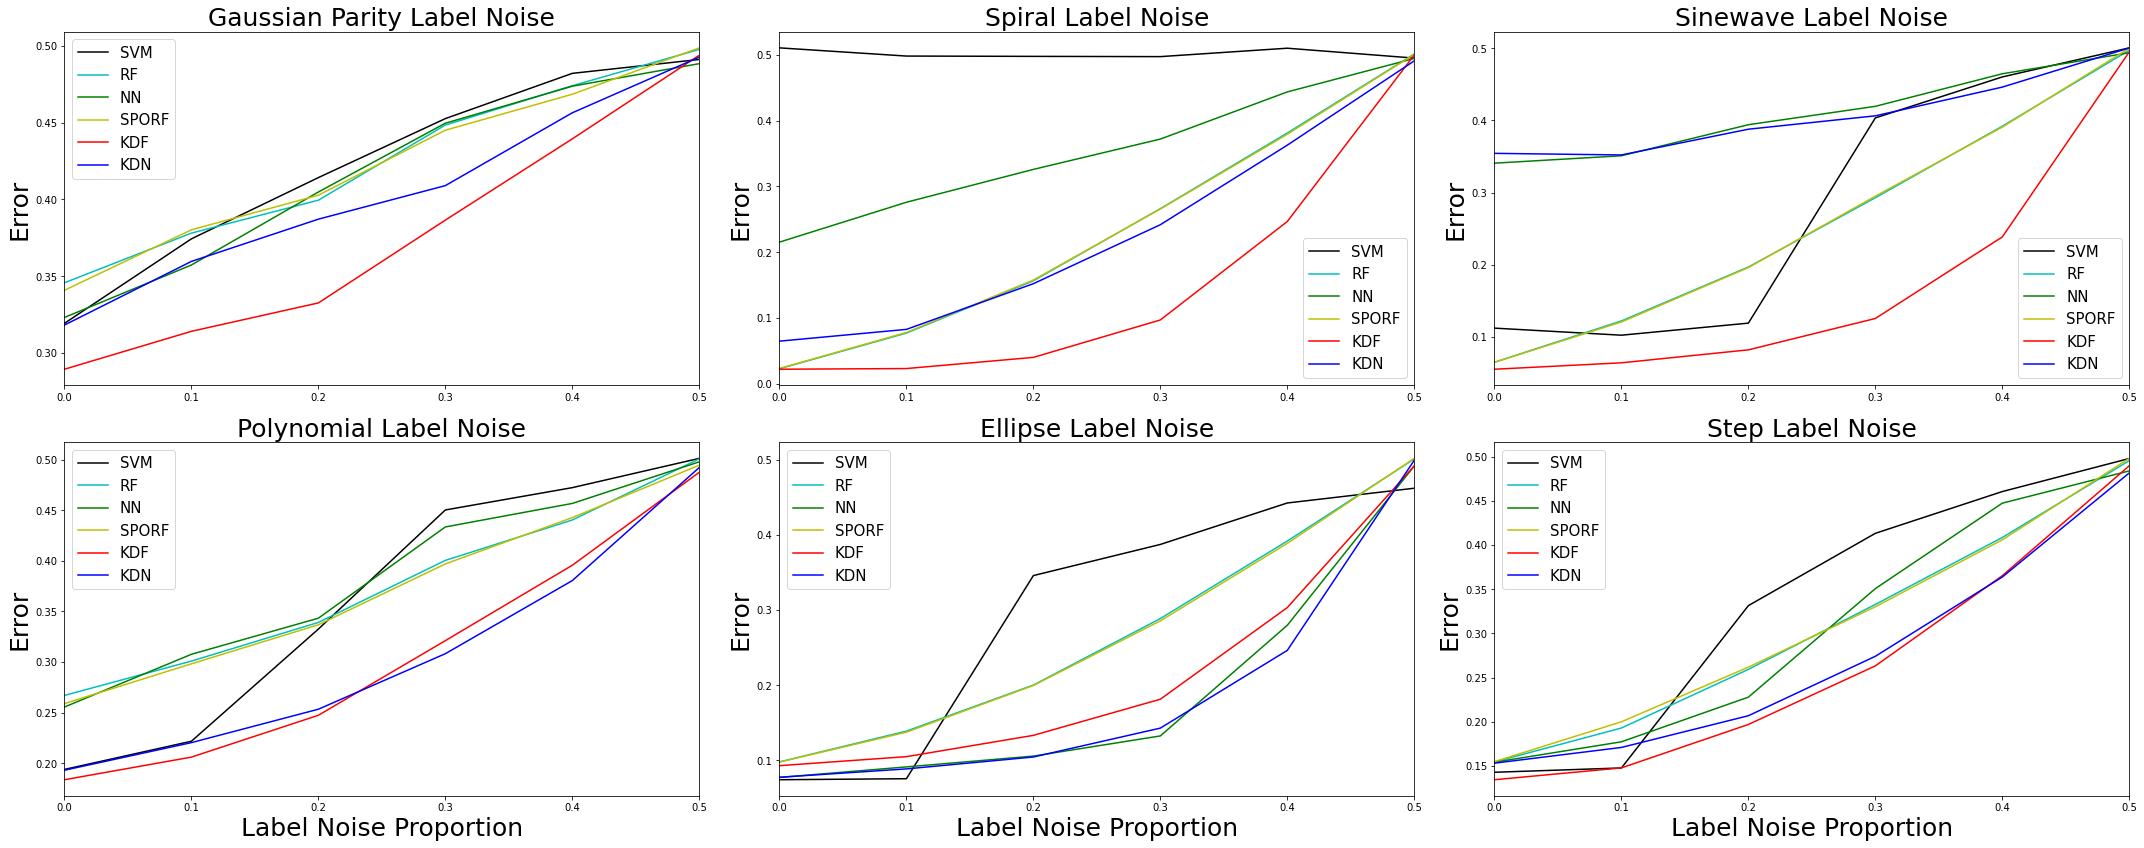 Gaussian Parity Label Noise
Error
0.50
0.45
0.40
0.35
0.30
SVM
RF
NN
SPORF
KDF
KDN
0.0 0.1 0.2 0.3 0.4 0.5
Spiral Label Noise
Error
0.5
0.4
0.3
0.2
0.1
0.0
SVM
RF
NN
SPORF
KDF
KDN
0.0 0.1 0.2 0.3 0.4 0.5
Sinewave Label Noise
Error
0.5
0.4
0.3
0.2
0.1
SVM
RF
NN
SPORF
KDF
KDN
0.0 0.1 0.2 0.3 0.4 0.5
Polynomial Label Noise
Error
0.50
0.45
0.40
0.35
0.30
0.25
0.20
SVM
RF
NN
SPORF
KDF
KDN
0.0 0.1 0.2 0.3 0.4 0.5
Label Noise Proportion
Ellipse Label Noise
Error
0.5
0.4
0.3
0.2
0.1
SVM
RF
NN
SPORF
KDF
KDN
0.0 0.1 0.2 0.3 0.4 0.5
Label Noise Proportion
Step Label Noise
Error
0.50
0.45
0.40
0.35
0.30
0.25
0.20
0.15
SVM
RF
NN
SPORF
KDF
KDN
0.0 0.1 0.2 0.3 0.4 0.5
Label Noise Proportion